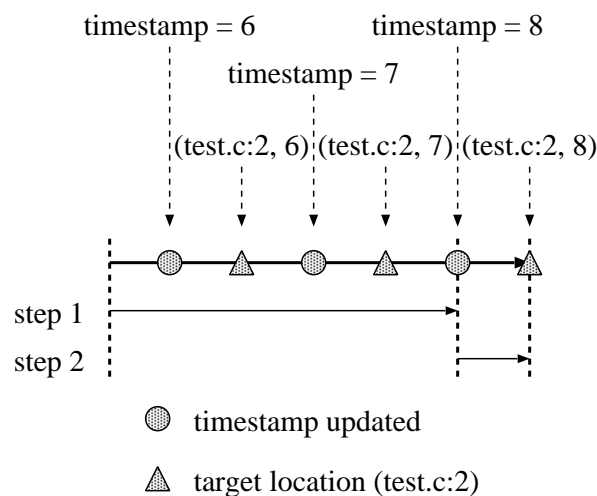 timestamp = 6
timestamp = 8
timestamp = 7
(test.c:2, 6) (test.c:2, 7) (test.c:2, 8)
step 1
step 2
timestamp updated
target location (test.c:2)